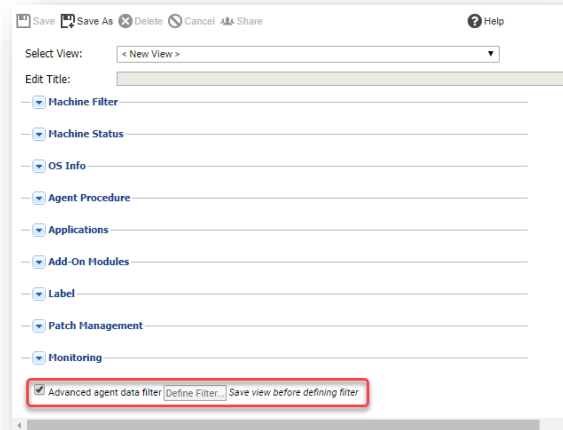 Save Save As Delete Cancel Share Help
Select View: < New View >
Edit Title:
Machine Filter
Machine Status
OS Info
Agent Procedure
Applications
Add-On Modules
Label
Patch Management
Monitoring
Advanced agent data filter Define Filter... Save view before defining filter